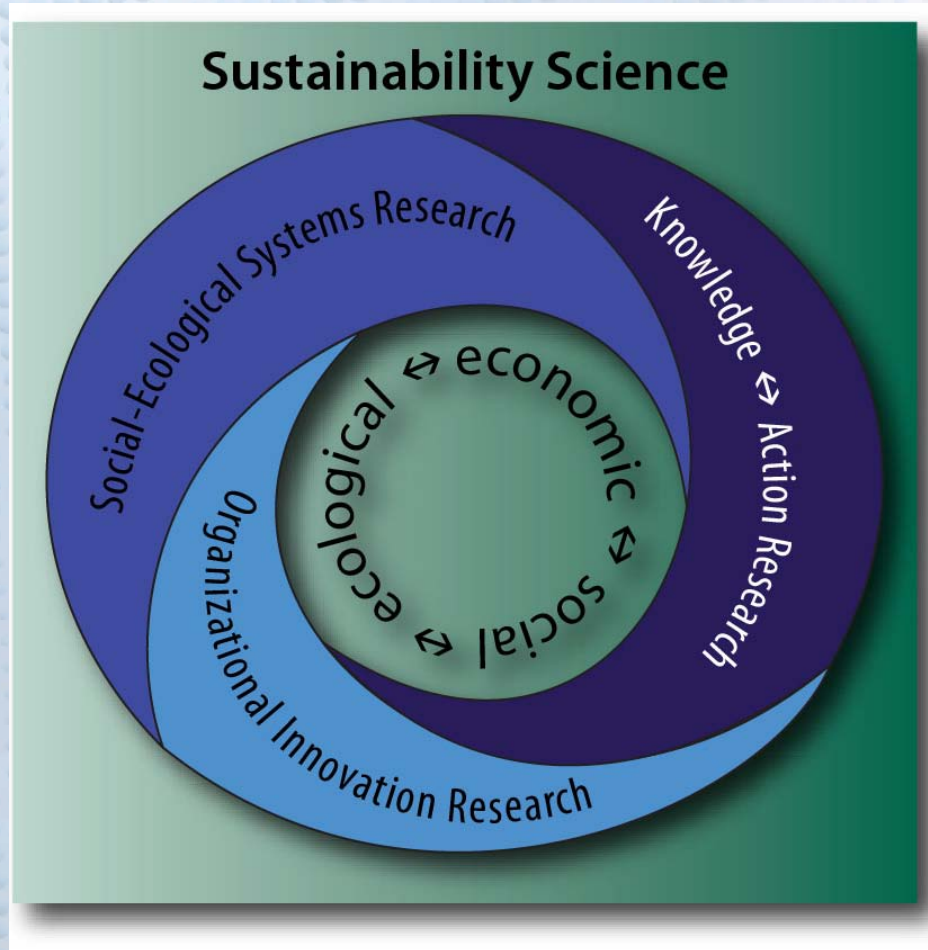 Sustainability Science
Social-Ecological Systems Research
Knowledge ↔ Action Research
Organizational Innovation Research
ecological ↔ economic ↔ social ↔